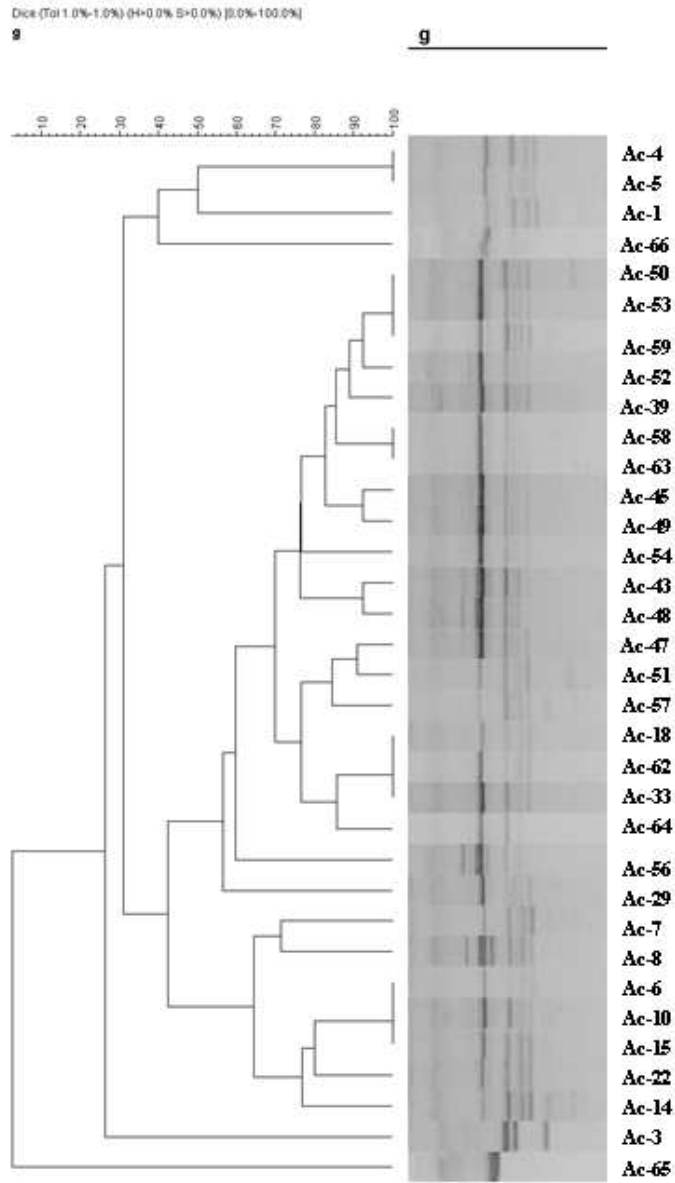 Dice (Tol 1.0%-1.0%) (H>0.0% S>0.0%) [0.0%-100.0%]
g
g
10 20 30 40 50 60 70 80 90 100
Ac-4
Ac-5
Ac-1
Ac-66
Ac-50
Ac-53
Ac-59
Ac-52
Ac-39
Ac-58
Ac-63
Ac-45
Ac-49
Ac-54
Ac-43
Ac-48
Ac-47
Ac-51
Ac-57
Ac-18
Ac-62
Ac-33
Ac-64
Ac-56
Ac-29
Ac-7
Ac-8
Ac-6
Ac-10
Ac-15
Ac-22
Ac-14
Ac-3
Ac-65